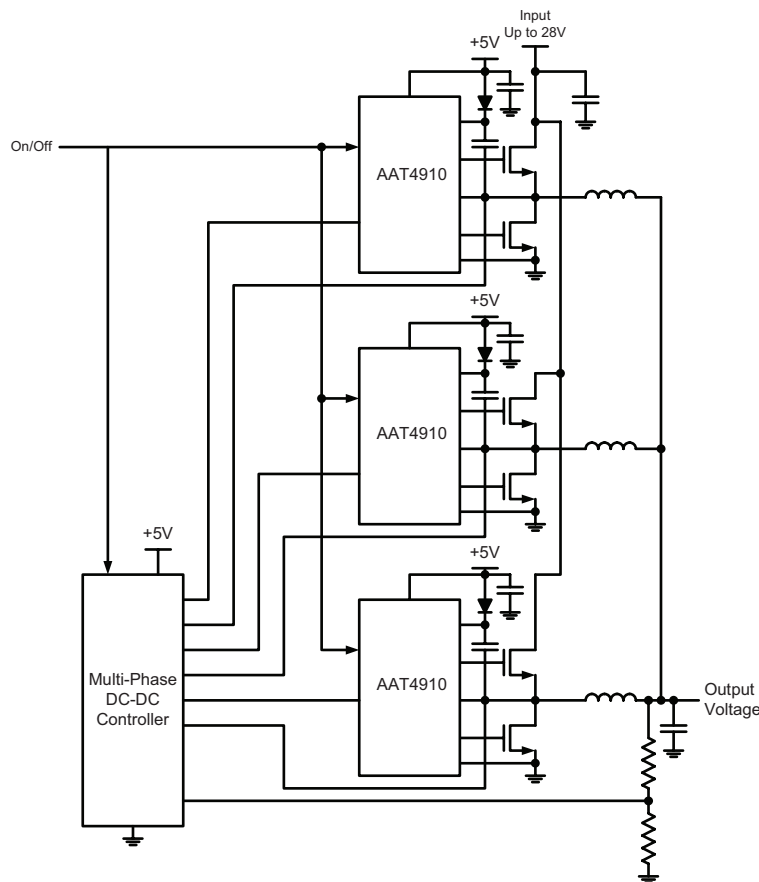 Input
Up to 28V
+5V
On/Off
AAT4910
+5V
AAT4910
+5V
+5V
AAT4910
Multi-Phase
DC-DC
Controller
Output
Voltage